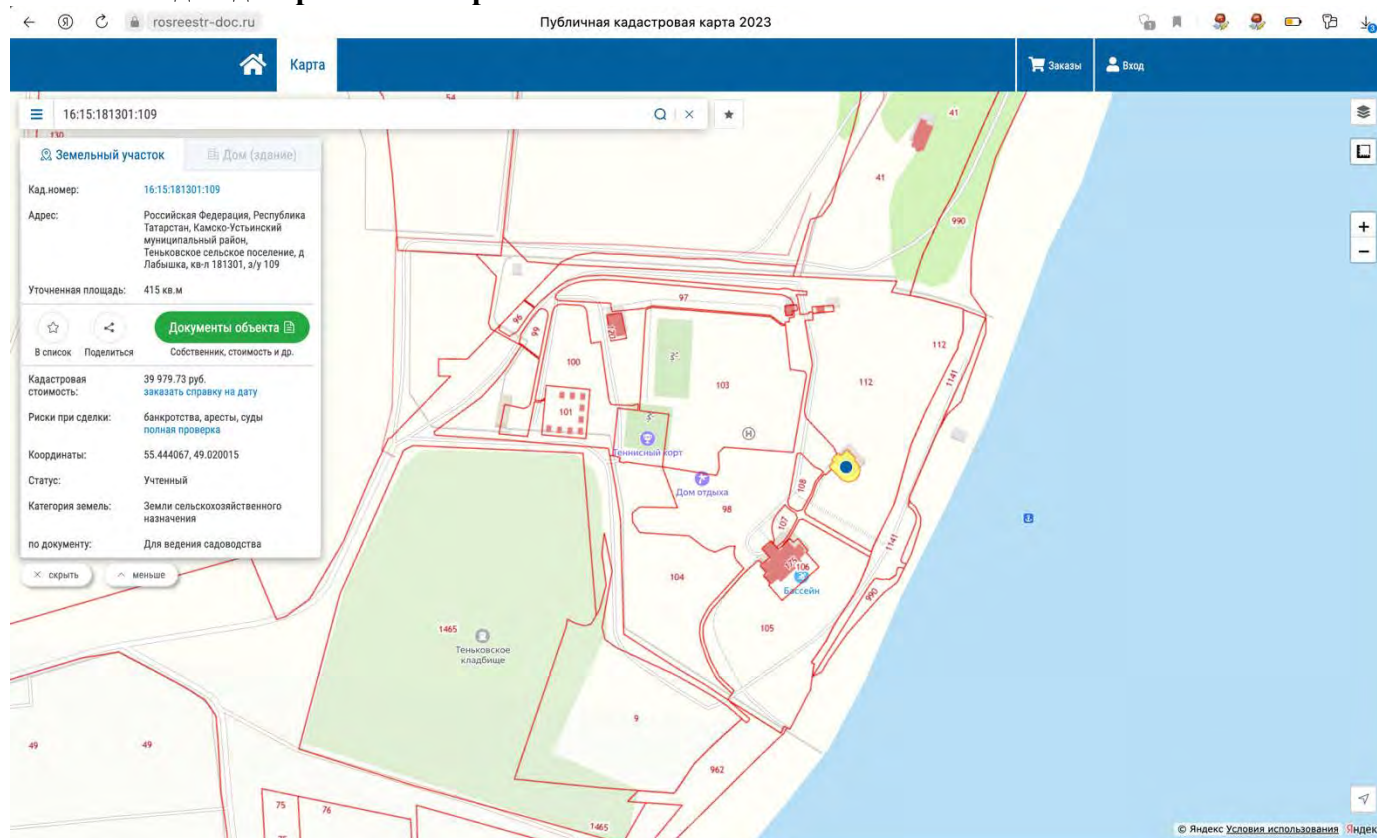 rosreestr-doc.ru
Публичная кадастровая карта 2023
Карта
Заказы
Вход
16:15:181301:109
Земельный участок
Дом (здание)
Кад.номер:
16:15:181301:109
Адрес:
Российская Федерация, Республика
Татарстан, Камско-Устьинский
муниципальный район,
Теньковское сельское поселение, д
Лабышка, кв-л 181301, з/у 109
Уточненная площадь:
415 кв.м
В список
Поделиться
Документы объекта
Собственник, стоимость и др.
Кадастровая
стоимость:
39 979.73 руб.
заказать справку на дату
Риски при сделки:
банкротства, аресты, суды
полная проверка
Координаты:
55.444067, 49.020015
Статус:
Учтенный
Категория земель:
Земли сельскохозяйственного
назначения
по документу:
Для ведения садоводства
× скрыть
меньше
54
130
41
41
990
97
96
99
100
101
102
103
112
112
1141
H
Теннисный корт
Дом отдыха
98
108
107
106
Бассейн
1141
990
104
105
1465
Теньковское
кладбище
9
962
49
49
75
76
1465
+
−
© Яндекс Условия использования